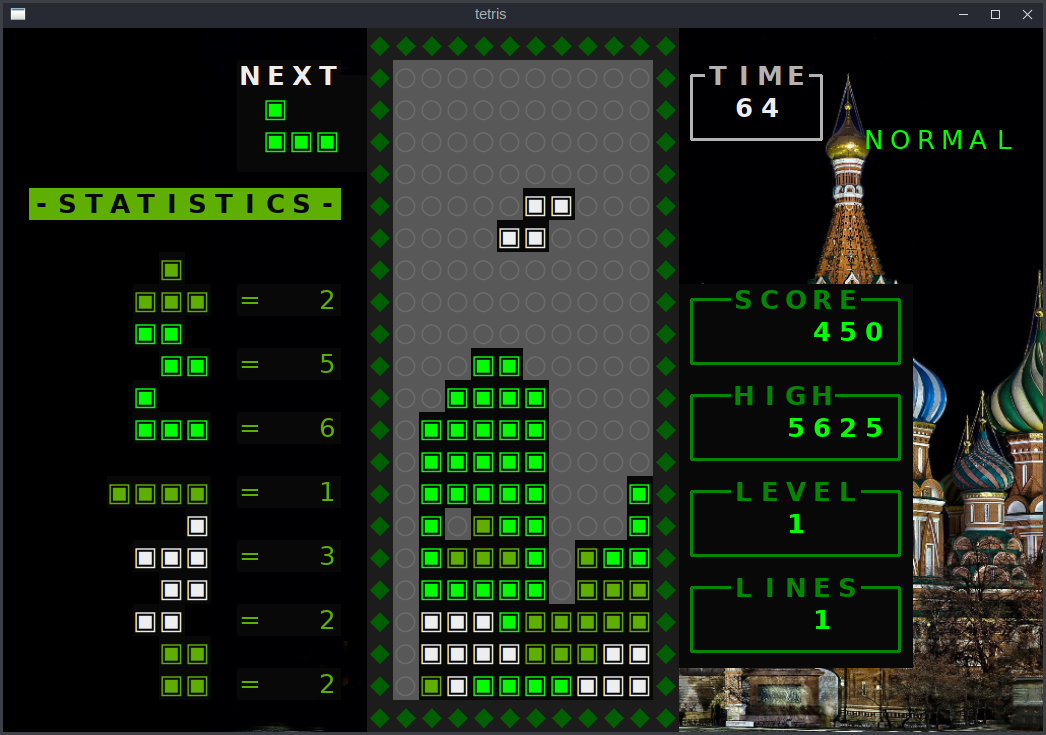 tetris
NEXT
TIME
64
NORMAL
-STATISTICS-
= 2
= 5
= 6
= 1
= 3
= 2
= 2
SCORE
450
HIGH
5625
LEVEL
1
LINES
1